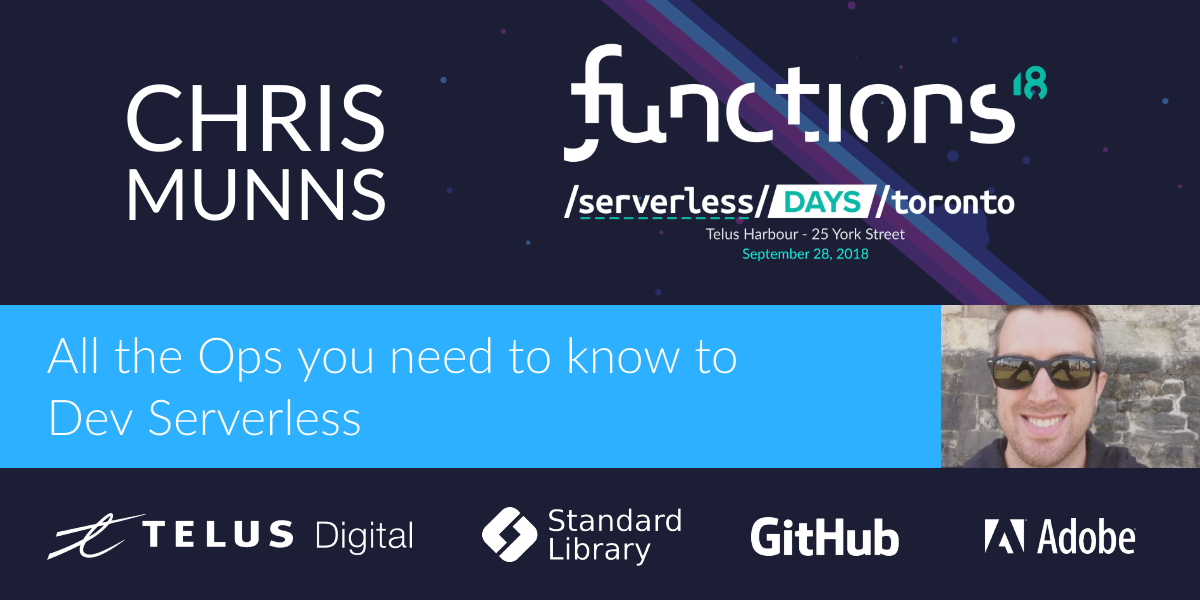 CHRIS
MUNNS
functions18
/serverless//DAYS//toronto
Telus Harbour - 25 York Street
September 28, 2018
All the Ops you need to know to
Dev Serverless
TELUS Digital
Standard
Library
GitHub
Adobe